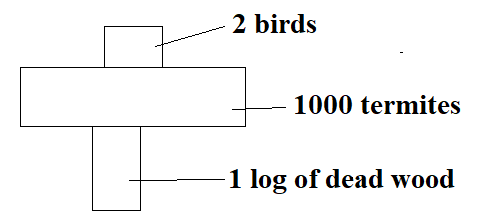 2 birds
1000 termites
1 log of dead wood